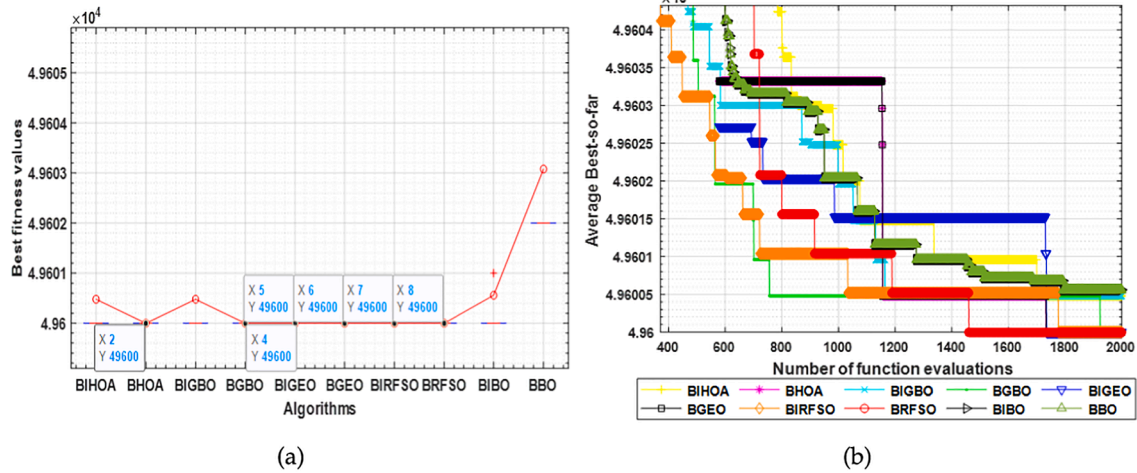 ×10⁴
4.9605
4.9604
4.9603
4.9602
4.9601
4.96
Best fitness values
X 5
Y 49600
X 6
Y 49600
X 7
Y 49600
X 8
Y 49600
X 2
Y 49600
X 4
Y 49600
BIHOA BHOA BIGBO BGBO BIGEO BGEO BIRFSO BRFSO BIBO BBO
Algorithms
(a)
4.9604
4.96035
4.9603
4.96025
4.9602
4.96015
4.9601
4.96005
4.96
Average Best-so-far
400 600 800 1000 1200 1400 1600 1800 2000
Number of function evaluations
BIHOA BHOA BIGBO BGBO BIGEO
BGEO BIRFSO BRFSO BIBO BBO
(b)